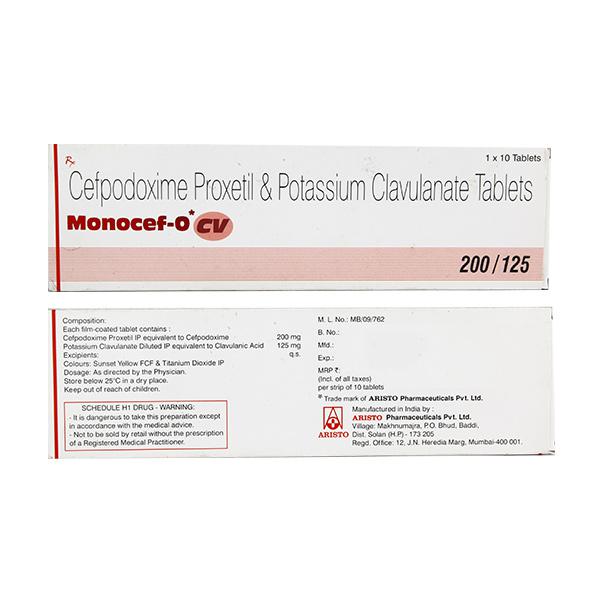 Rx
1 x 10 Tablets
Cefpodoxime Proxetil & Potassium Clavulanate Tablets
Monocef-O* CV
200/125
Composition:
Each film-coated tablet contains :
Cefpodoxime Proxetil IP equivalent to Cefpodoxime 200 mg
Potassium Clavulanate Diluted IP equivalent to Clavulanic Acid 125 mg
Excipients: q.s.
Colours: Sunset Yellow FCF & Titanium Dioxide IP
Dosage: As directed by the Physician.
Store below 25°C in a dry place.
Keep out of reach of children.
SCHEDULE H1 DRUG - WARNING:
- It is dangerous to take this preparation except
in accordance with the medical advice.
- Not to be sold by retail without the prescription
of a Registered Medical Practitioner.
M. L. No.: MB/09/762
B. No.:
Mfd.:
Exp.:
MRP ₹:
(Incl. of all taxes)
per strip of 10 tablets
* Trade mark of ARISTO Pharmaceuticals Pvt. Ltd.
ARISTO
Manufactured in India by :
ARISTO Pharmaceuticals Pvt. Ltd.
Village: Makhnumajra, P.O. Bhud, Baddi,
Dist. Solan (H.P) - 173 205
Regd. Office: 12, J.N. Heredia Marg, Mumbai-400 001.